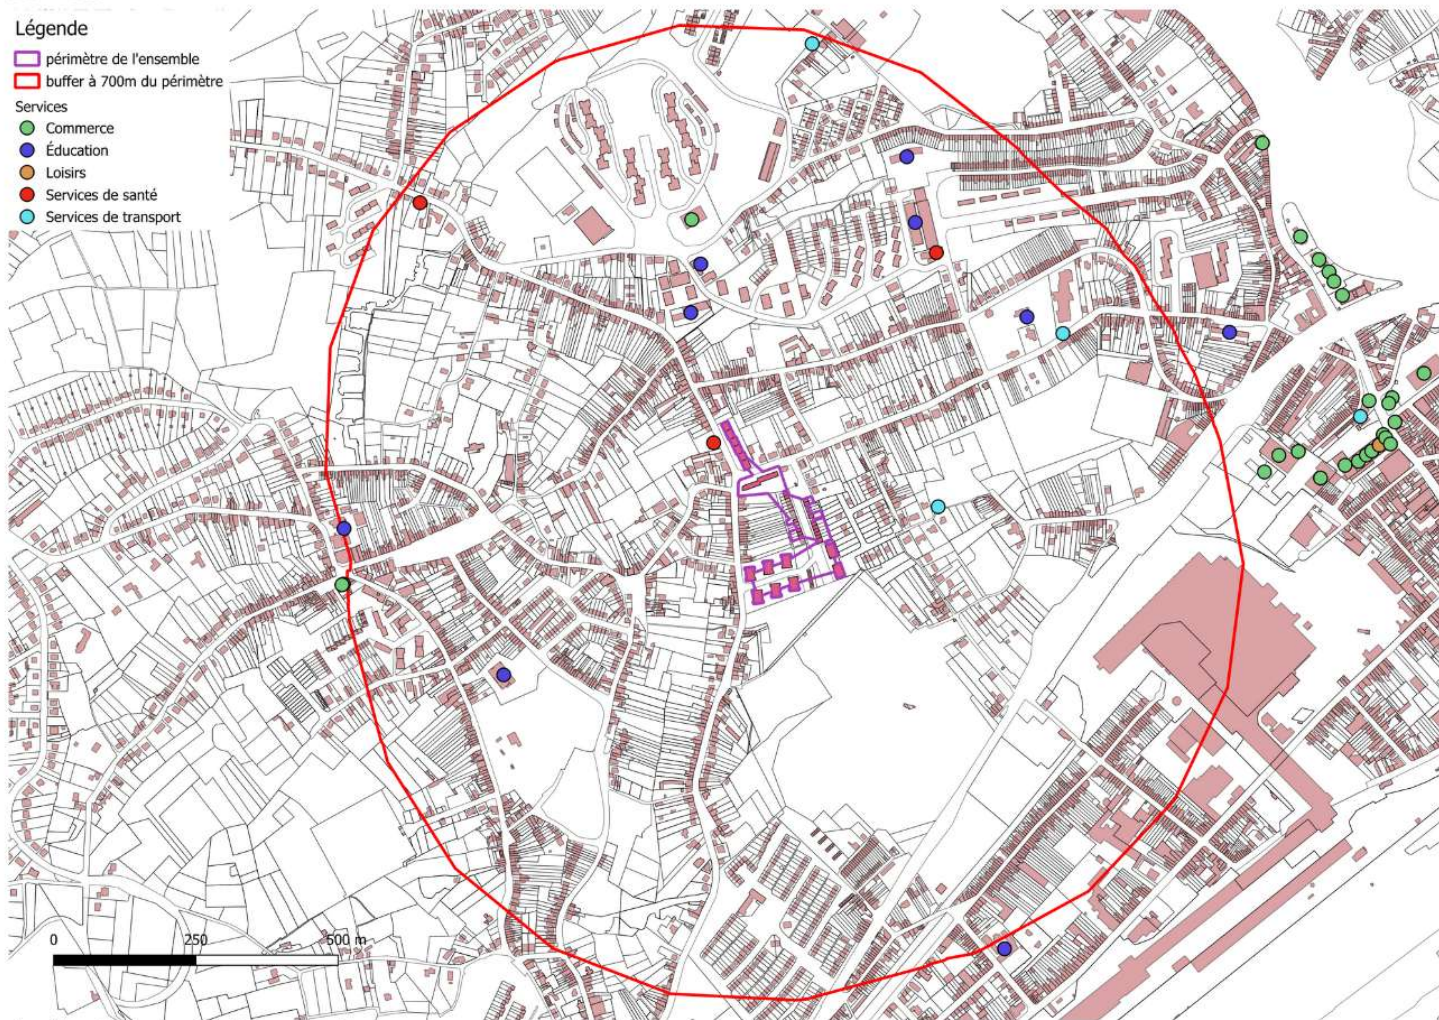 Légende
périmètre de l'ensemble
buffer à 700m du périmètre
Services
Commerce
Éducation
Loisirs
Services de santé
Services de transport
0 250 500 m